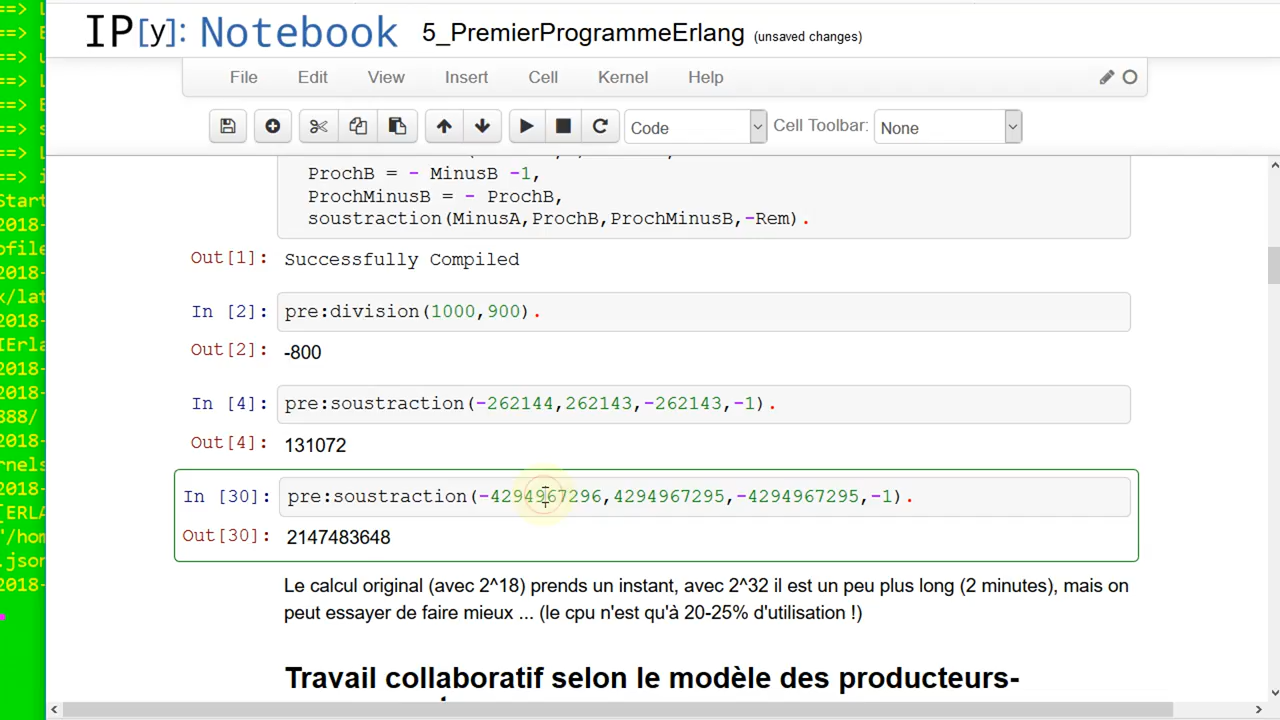 IP[y]: Notebook 5_PremierProgrammeErlang (unsaved changes)
File Edit View Insert Cell Kernel Help
Code Cell Toolbar: None
ProchB = - MinusB -1,
ProchMinusB = - ProchB,
soustraction(MinusA,ProchB,ProchMinusB,-Rem).
Out[1]: Successfully Compiled
In [2]: pre:division(1000,900).
Out[2]: -800
In [4]: pre:soustraction(-262144,262143,-262143,-1).
Out[4]: 131072
In [30]: pre:soustraction(-4294967296,4294967295,-4294967295,-1).
Out[30]: 2147483648
Le calcul original (avec 2^18) prends un instant, avec 2^32 il est un peu plus long (2 minutes), mais on
peut essayer de faire mieux ... (le cpu n'est qu'à 20-25% d'utilisation !)
Travail collaboratif selon le modèle des producteurs-